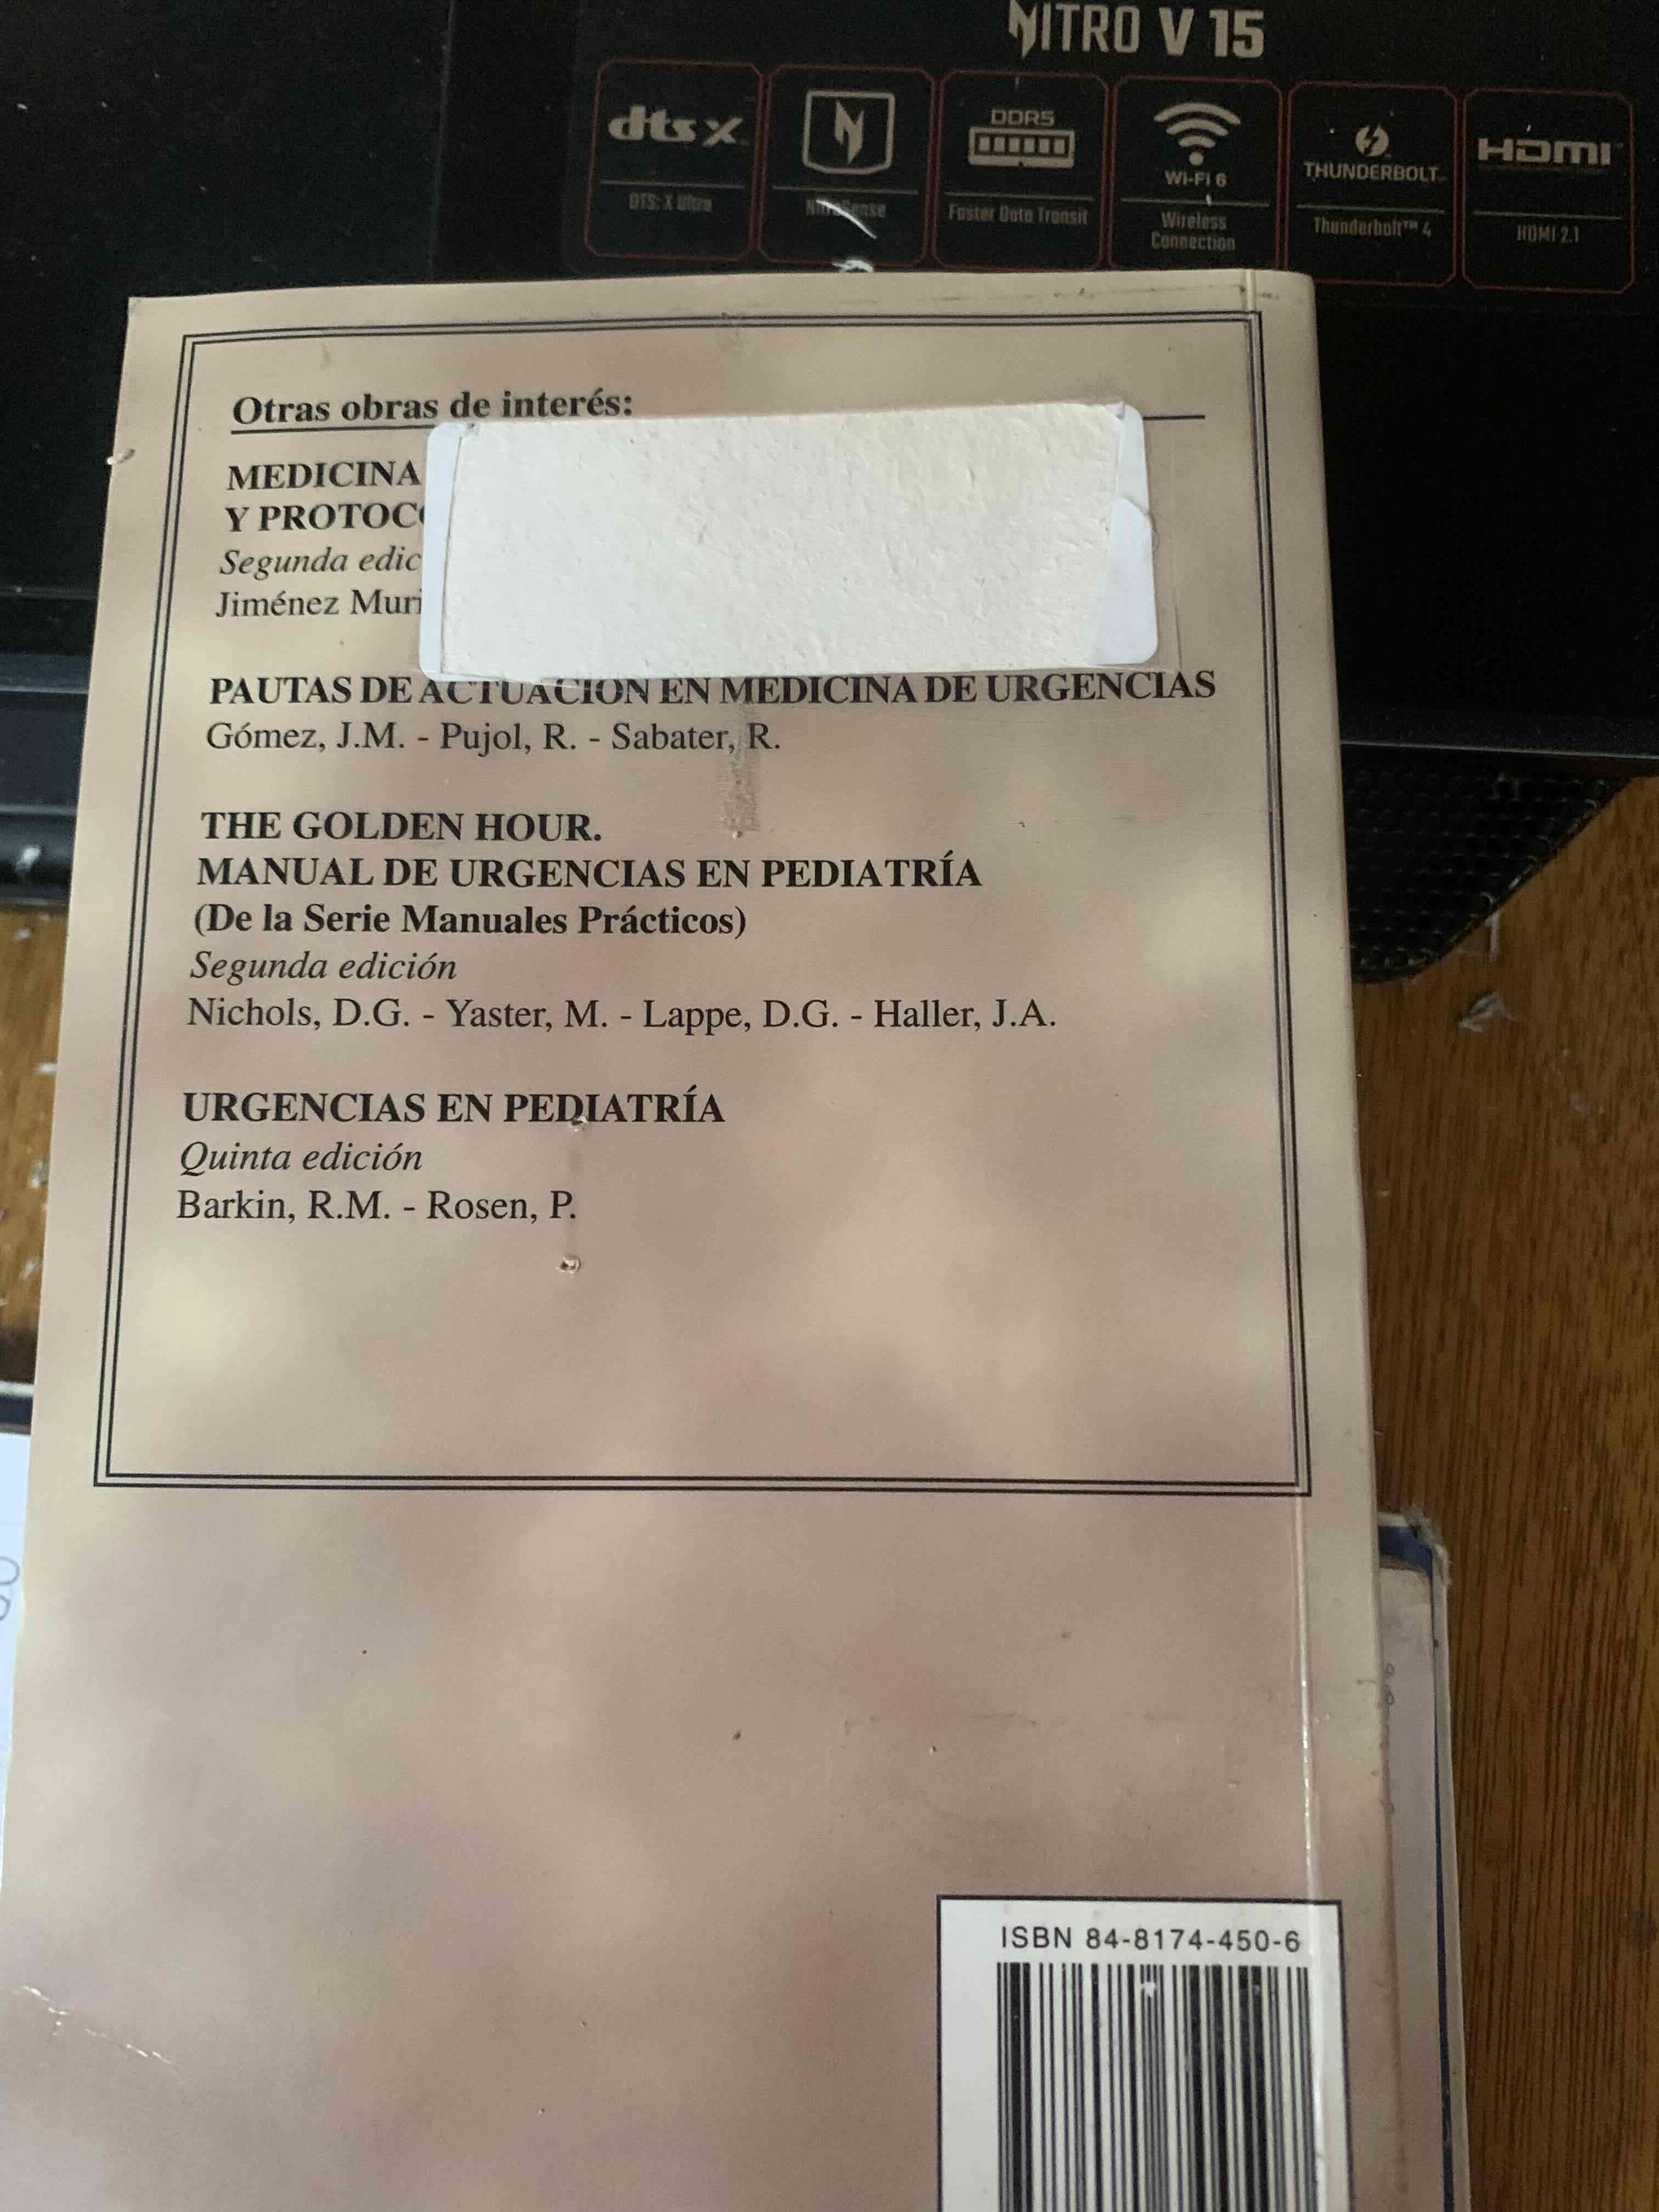 NITRO V 15
dts X
DTS: X Ultra
DDR5
Faster Data Transit
WI-FI 6
Wireless
Connection
THUNDERBOLT™
Thunderbolt™ 4
HDMI
HDMI 2.1
Otras obras de interés:
MEDICINA
Y PROTOC
Segunda edic
Jiménez Muri
PAUTAS DE ACTUACIÓN EN MEDICINA DE URGENCIAS
Gómez, J.M. - Pujol, R. - Sabater, R.
THE GOLDEN HOUR.
MANUAL DE URGENCIAS EN PEDIATRÍA
(De la Serie Manuales Prácticos)
Segunda edición
Nichols, D.G. - Yaster, M. - Lappe, D.G. - Haller, J.A.
URGENCIAS EN PEDIATRÍA
Quinta edición
Barkin, R.M. - Rosen, P.
ISBN 84-8174-450-6